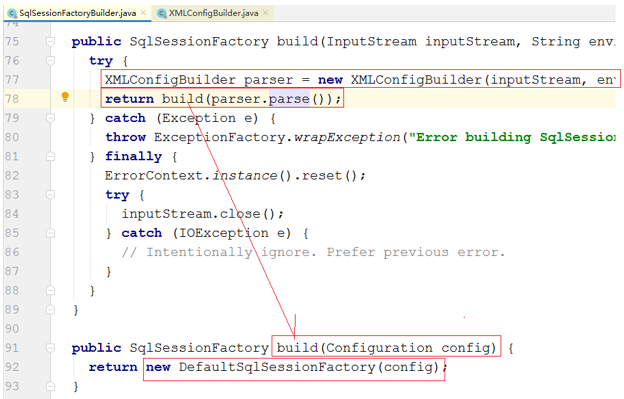 SqlSessionFactoryBuilder.java × XMLConfigBuilder.java ×
75 public SqlSessionFactory build(InputStream inputStream, String envi
76 try {
77 XMLConfigBuilder parser = new XMLConfigBuilder(inputStream, env
78 return build(parser.parse());
79 } catch (Exception e) {
80 throw ExceptionFactory.wrapException("Error building SqlSession
81 } finally {
82 ErrorContext.instance().reset();
83 try {
84 inputStream.close();
85 } catch (IOException e) {
86 // Intentionally ignore. Prefer previous error.
87 }
88 }
89 }
90
91 public SqlSessionFactory build(Configuration config) {
92 return new DefaultSqlSessionFactory(config);
93 }